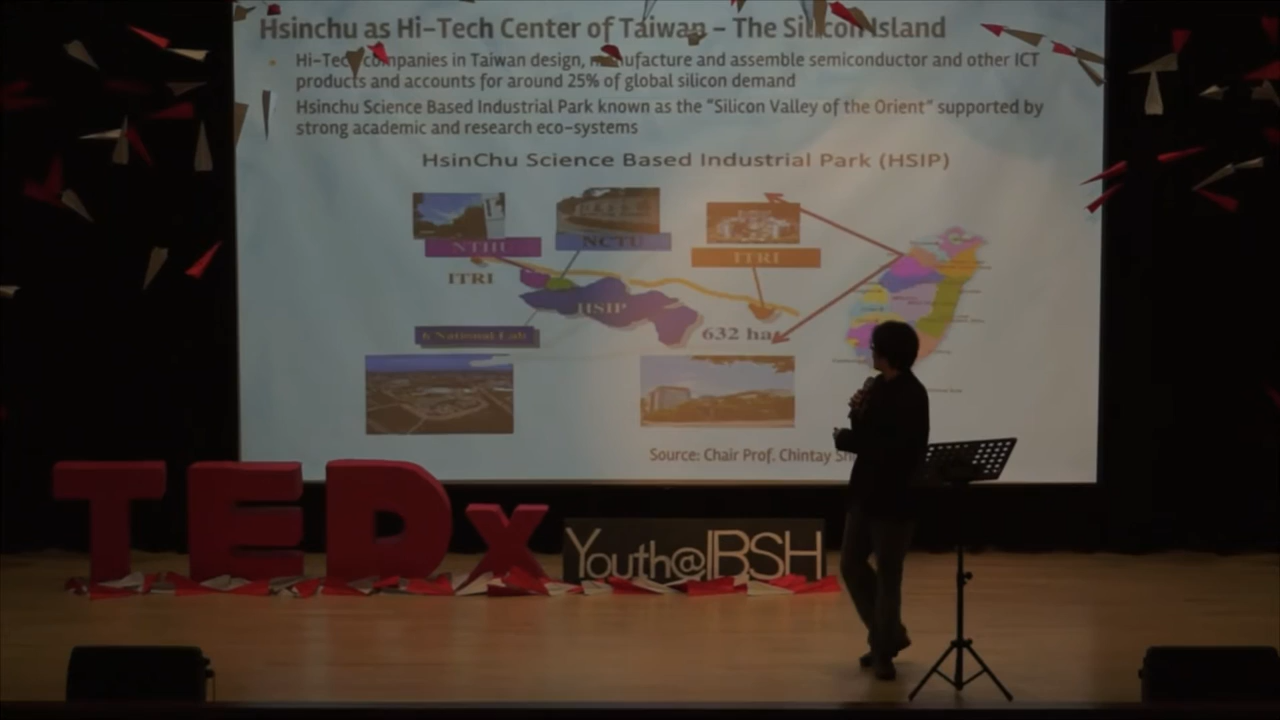 Hsinchu as Hi-Tech Center of Taiwan - The Silicon Island
Hi-Tech companies in Taiwan design, manufacture and assemble semiconductor and other ICT
products and accounts for around 25% of global silicon demand
Hsinchu Science Based Industrial Park known as the "Silicon Valley of the Orient" supported by
strong academic and research eco-systems
HsinChu Science Based Industrial Park (HSIP)
NTHU
NCTU
ITRI
ITRI
HSIP
6 National Lab
632 ha
Source: Chair Prof. Chintay
TEDx
Youth@IBSH